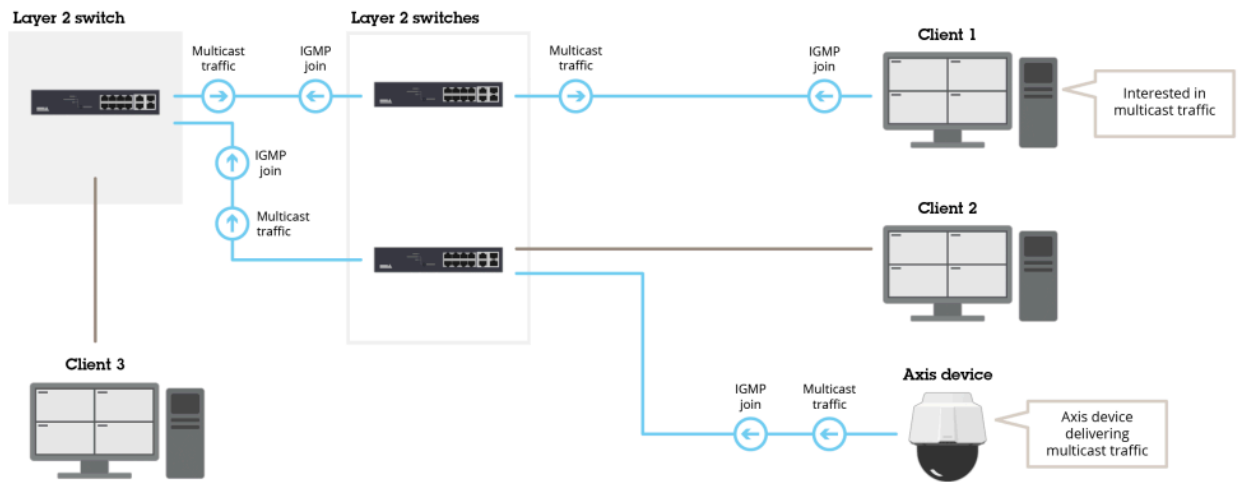 Layer 2 switch
Layer 2 switches
Multicast
traffic
IGMP
join
Multicast
traffic
IGMP
join
Client 1
Interested in
multicast traffic
IGMP
join
Multicast
traffic
Client 2
Client 3
IGMP
join
Multicast
traffic
Axis device
Axis device
delivering
multicast traffic